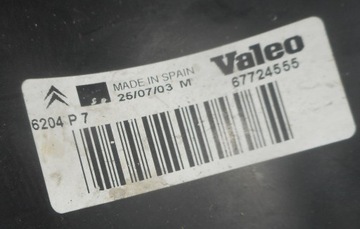 Valeo
MADE IN SPAIN
25/07/03 M
67724555
6204 P 7